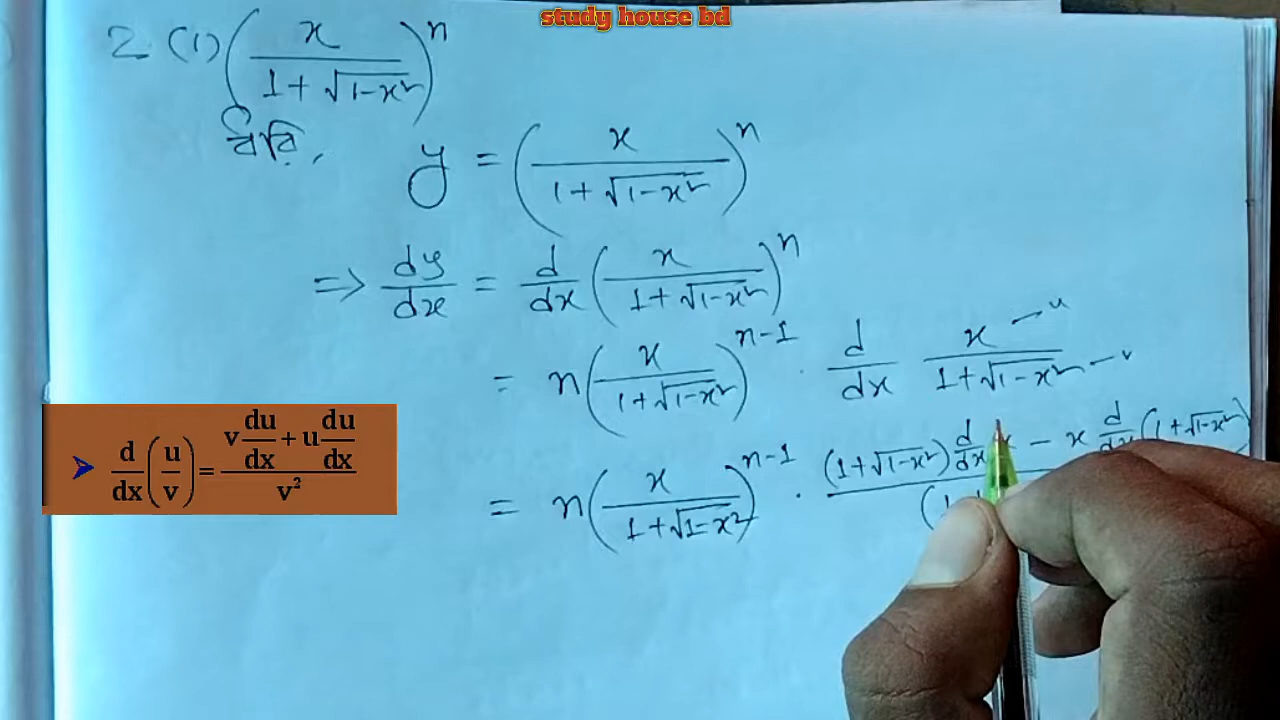 study house bd
2 (1) (x / (1+√(1-x²)))ⁿ
ধরি, y = (x / (1+√(1-x²)))ⁿ
=> dy/dx = d/dx (x / (1+√(1-x²)))ⁿ
= n (x / (1+√(1-x²)))ⁿ⁻¹ · d/dx x / (1+√(1-x²)) — u — v
➤ d/dx (u/v) = (v du/dx + u du/dx) / v²
= n (x / (1+√(1-x²)))ⁿ⁻¹ · (1+√(1-x²)) d/dx - x d/dx (1+√(1-x²))